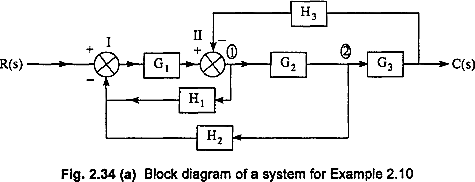 H3
I
II
−
+
+
①
②
R(s)
G1
G2
G3
C(s)
−
H1
H2
Fig. 2.34 (a) Block diagram of a system for Example 2.10